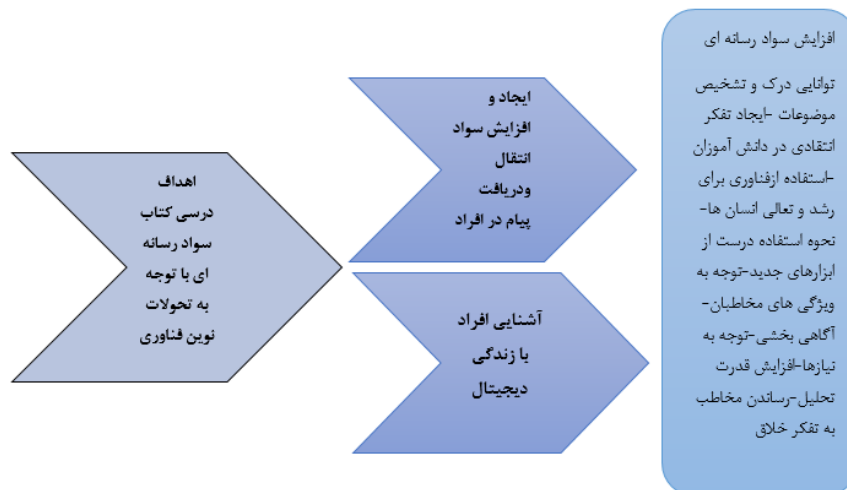 اهداف
درسی کتاب
سواد رسانه
ای با توجه
به تحولات
نوین فناوری
ایجاد و
افزایش سواد
انتقال
ودریافت
پیام در افراد
آشنایی افراد
با زندگی
دیجیتال
افزایش سواد رسانه ای
توانایی درک و تشخیص
موضوعات -ایجاد تفکر
انتقادی در دانش آموزان
-استفاده ازفناوری برای
رشد و تعالی انسان ها-
نحوه استفاده درست از
ابزارهای جدید-توجه به
ویژگی های مخاطبان-
آگاهی بخشی-توجه به
نیازها-افزایش قدرت
تحلیل-رساندن مخاطب
به تفکر خلاق